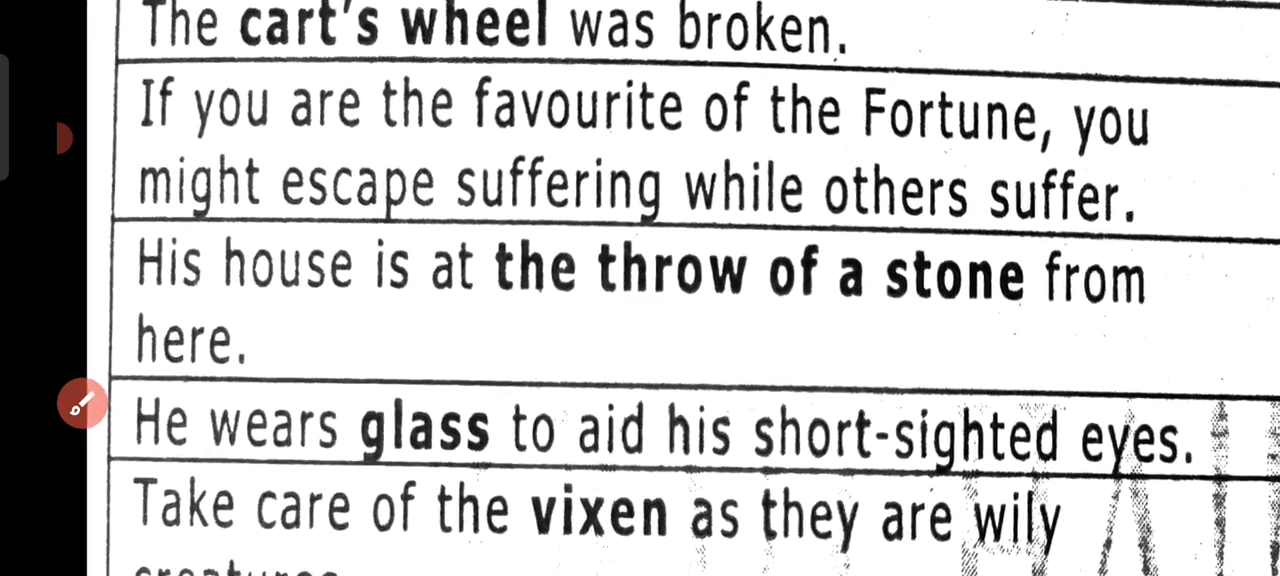 The cart's wheel was broken.
If you are the favourite of the Fortune, you
might escape suffering while others suffer.
His house is at the throw of a stone from
here.
He wears glass to aid his short-sighted eyes.
Take care of the vixen as they are wily